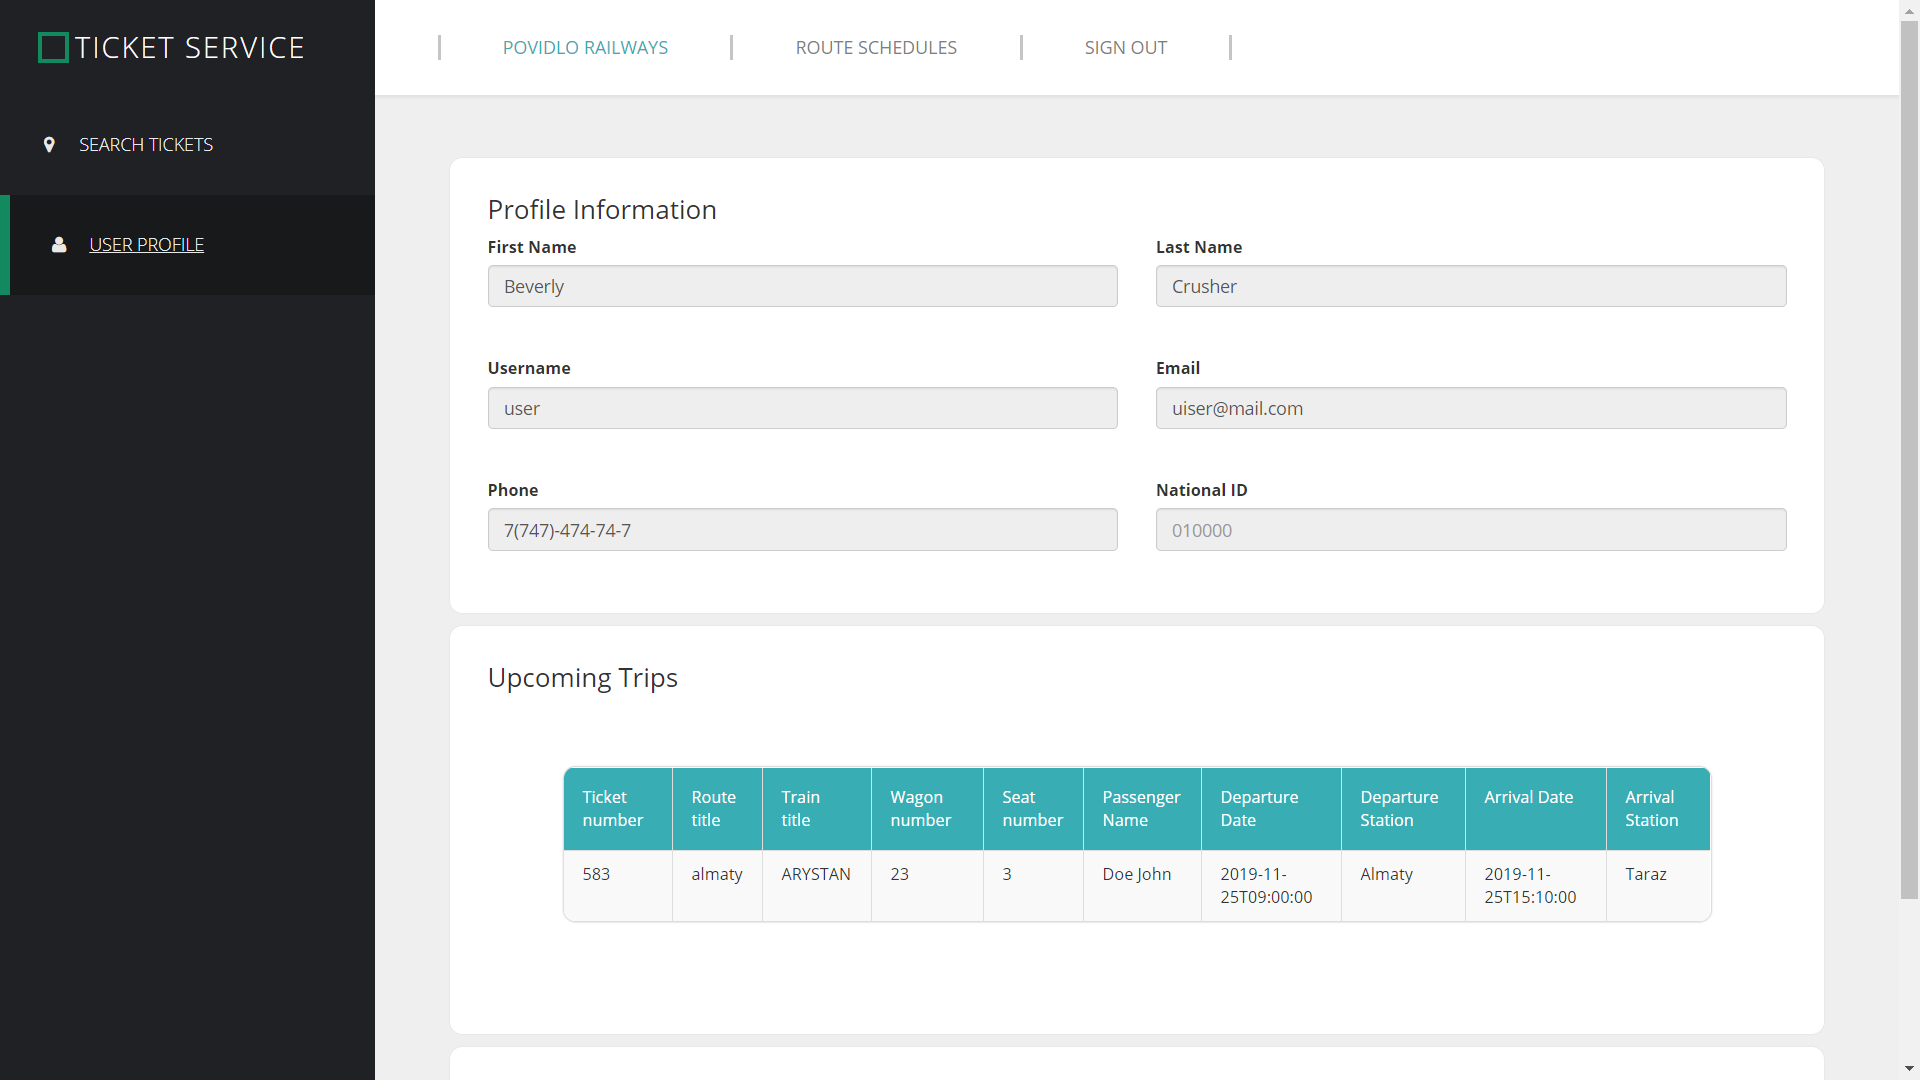 TICKET SERVICE
POVIDLO RAILWAYS
ROUTE SCHEDULES
SIGN OUT
SEARCH TICKETS
USER PROFILE
Profile Information
First Name
Last Name
Beverly
Crusher
Username
Email
user
uiser@mail.com
Phone
National ID
7(747)-474-74-7
010000
Upcoming Trips
Ticket number
Route title
Train title
Wagon number
Seat number
Passenger Name
Departure Date
Departure Station
Arrival Date
Arrival Station
583
almaty
ARYSTAN
23
3
Doe John
2019-11-
25T09:00:00
Almaty
2019-11-
25T15:10:00
Taraz